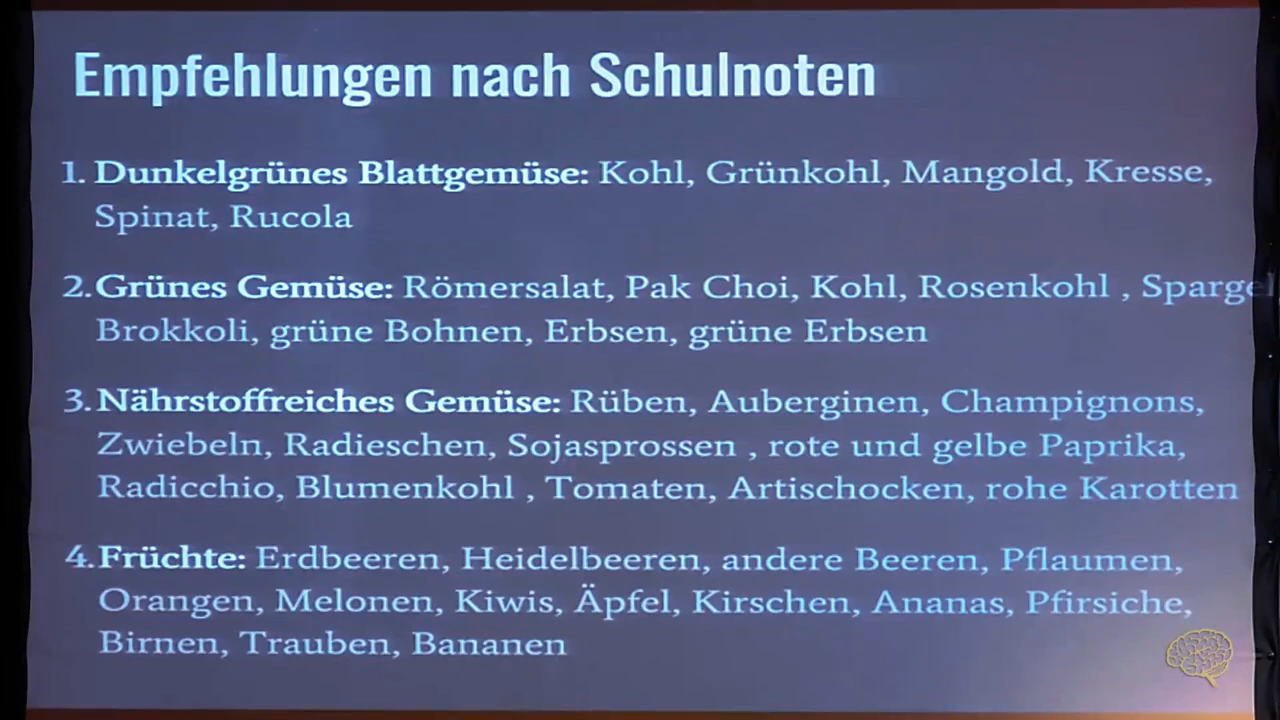 Empfehlungen nach Schulnoten
1. Dunkelgrünes Blattgemüse: Kohl, Grünkohl, Mangold, Kresse,
Spinat, Rucola
2. Grünes Gemüse: Römersalat, Pak Choi, Kohl, Rosenkohl , Spargel
Brokkoli, grüne Bohnen, Erbsen, grüne Erbsen
3. Nährstoffreiches Gemüse: Rüben, Auberginen, Champignons,
Zwiebeln, Radieschen, Sojasprossen , rote und gelbe Paprika,
Radicchio, Blumenkohl , Tomaten, Artischocken, rohe Karotten
4. Früchte: Erdbeeren, Heidelbeeren, andere Beeren, Pflaumen,
Orangen, Melonen, Kiwis, Äpfel, Kirschen, Ananas, Pfirsiche,
Birnen, Trauben, Bananen